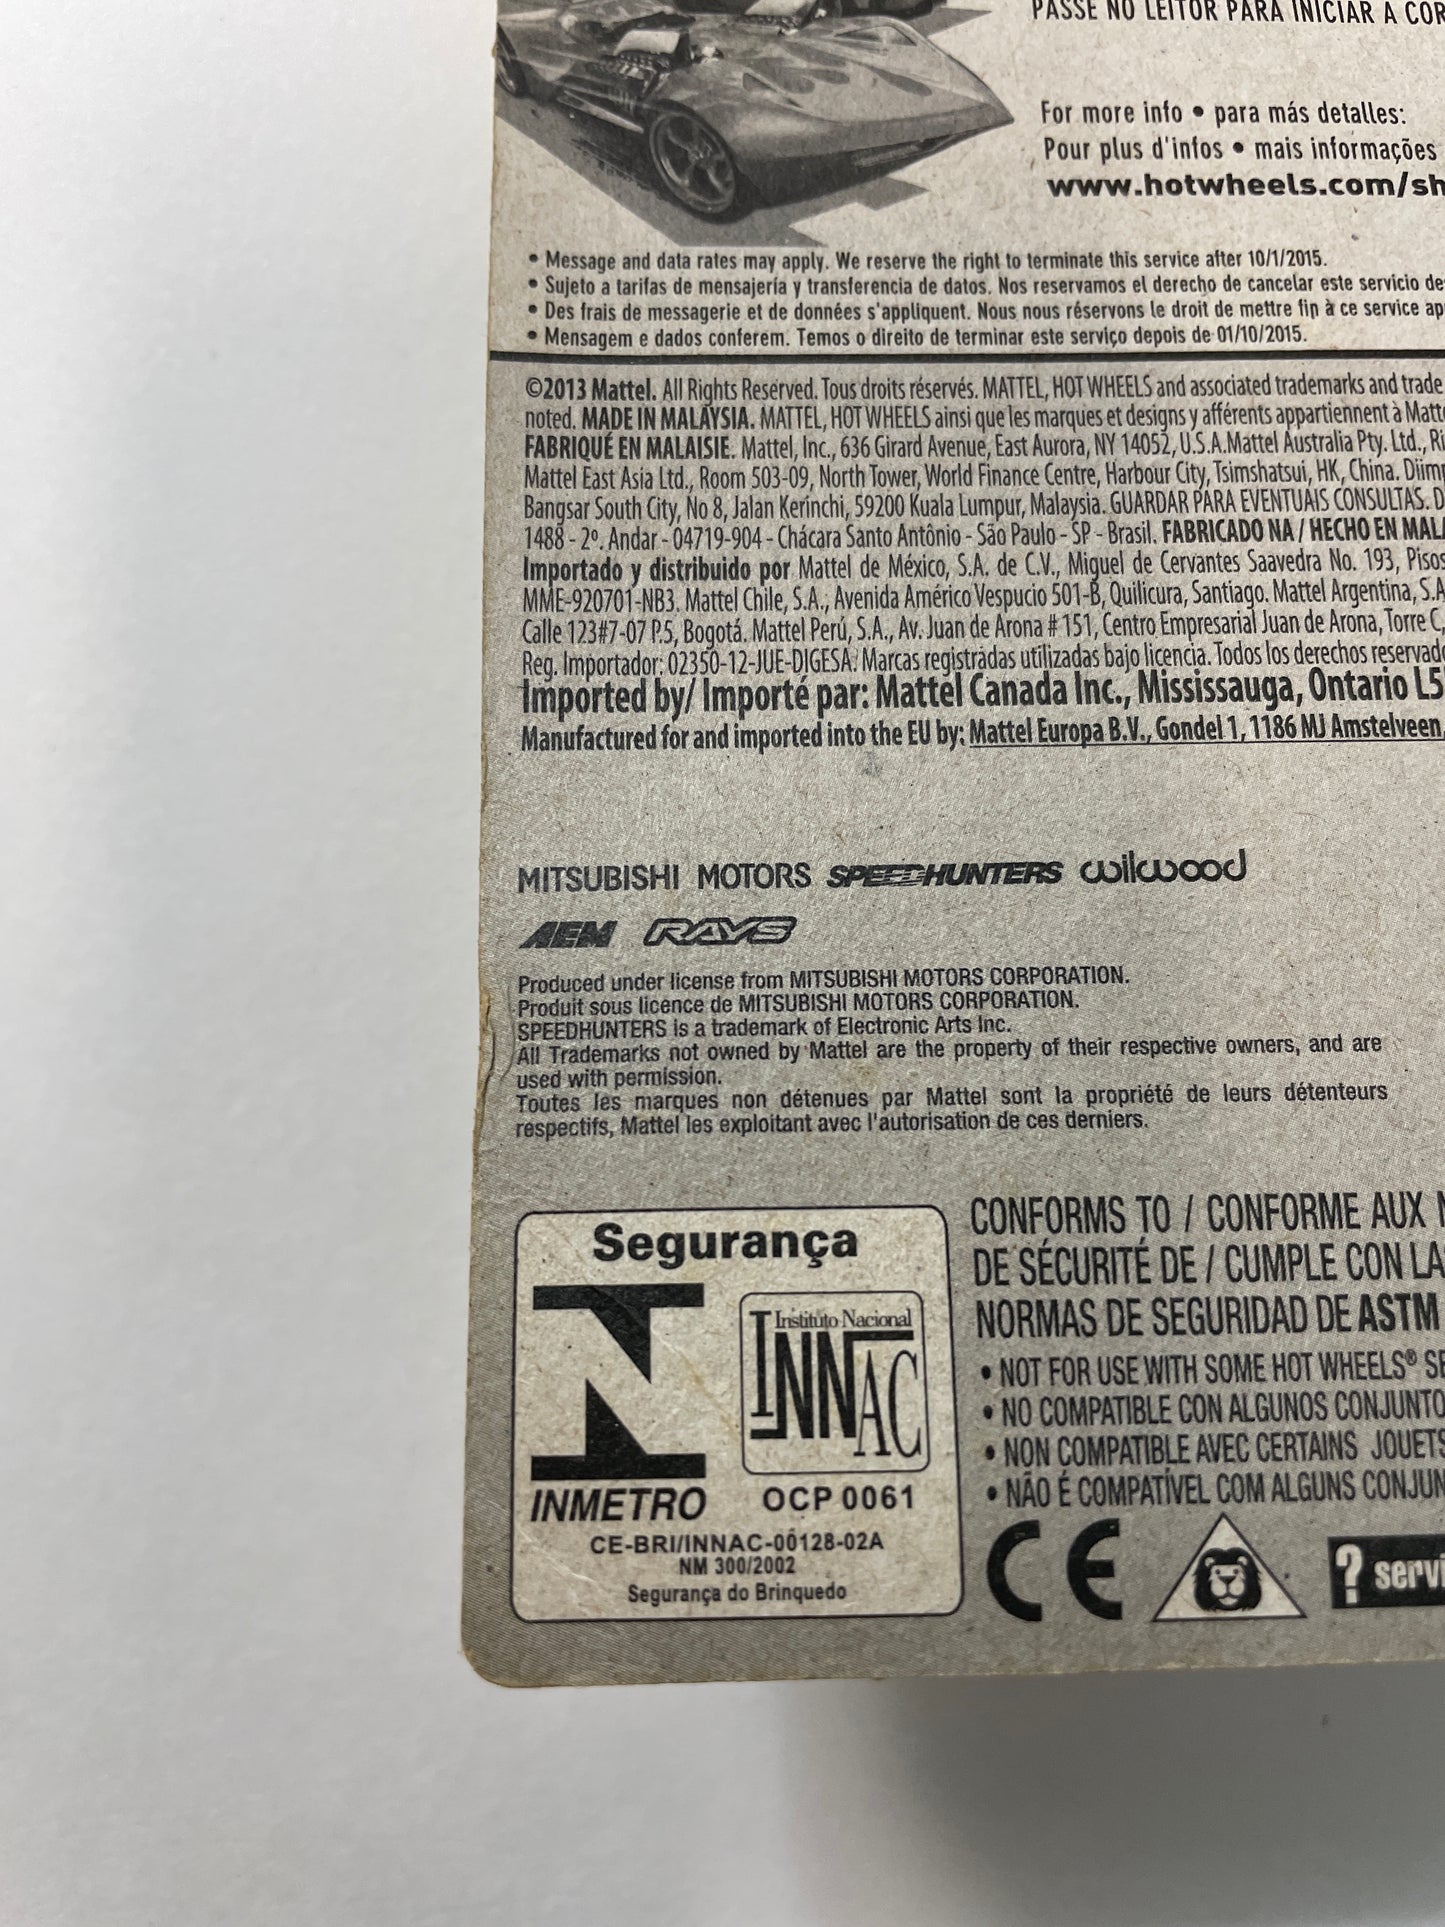 PASSE NO LEITOR PARA INICIAR A COR
For more info • para más detalles:
Pour plus d'infos • mais informações
www.hotwheels.com/sh
• Message and data rates may apply. We reserve the right to terminate this service after 10/1/2015.
• Sujeto a tarifas de mensajería y transferencia de datos. Nos reservamos el derecho de cancelar este servicio de
• Des frais de messagerie et de données s'appliquent. Nous nous réservons le droit de mettre fin à ce service ap
• Mensagem e dados conferem. Temos o direito de terminar este serviço depois de 01/10/2015.
©2013 Mattel. All Rights Reserved. Tous droits réservés. MATTEL, HOT WHEELS and associated trademarks and trade
noted. MADE IN MALAYSIA. MATTEL, HOT WHEELS ainsi que les marques et designs y afférents appartiennent à Matt
FABRIQUÉ EN MALAISIE. Mattel, Inc., 636 Girard Avenue, East Aurora, NY 14052, U.S.A.Mattel Australia Pty. Ltd., Ri
Mattel East Asia Ltd., Room 503-09, North Tower, World Finance Centre, Harbour City, Tsimshatsui, HK, China. Diimp
Bangsar South City, No 8, Jalan Kerinchi, 59200 Kuala Lumpur, Malaysia. GUARDAR PARA EVENTUAIS CONSULTAS. D
1488 - 2º. Andar - 04719-904 - Chácara Santo Antônio - São Paulo - SP - Brasil. FABRICADO NA / HECHO EN MALA
Importado y distribuido por Mattel de México, S.A. de C.V., Miguel de Cervantes Saavedra No. 193, Pisos
MME-920701-NB3. Mattel Chile, S.A., Avenida Américo Vespucio 501-B, Quilicura, Santiago. Mattel Argentina, S.A
Calle 123#7-07 P.5, Bogotá. Mattel Perú, S.A., Av. Juan de Arona # 151, Centro Empresarial Juan de Arona, Torre C,
Reg. Importador: 02350-12-JUE-DIGESA. Marcas registradas utilizadas bajo licencia. Todos los derechos reservado
Imported by/ Importé par: Mattel Canada Inc., Mississauga, Ontario L5
Manufactured for and imported into the EU by: Mattel Europa B.V., Gondel 1, 1186 MJ Amstelveen,
MITSUBISHI MOTORS SPEEDHUNTERS wilwood
AEM RAYS
Produced under license from MITSUBISHI MOTORS CORPORATION.
Produit sous licence de MITSUBISHI MOTORS CORPORATION.
SPEEDHUNTERS is a trademark of Electronic Arts Inc.
All Trademarks not owned by Mattel are the property of their respective owners, and are
used with permission.
Toutes les marques non détenues par Mattel sont la propriété de leurs détenteurs
respectifs, Mattel les exploitant avec l'autorisation de ces derniers.
Segurança
Instituto Nacional
INNAC
INMETRO
OCP 0061
CE-BRI/INNAC-00128-02A
NM 300/2002
Segurança do Brinquedo
CONFORMS TO / CONFORME AUX N
DE SÉCURITÉ DE / CUMPLE CON LA
NORMAS DE SEGURIDAD DE ASTM
• NOT FOR USE WITH SOME HOT WHEELS® SE
• NO COMPATIBLE CON ALGUNOS CONJUNTO
• NON COMPATIBLE AVEC CERTAINS JOUETS
• NÃO É COMPATÍVEL COM ALGUNS CONJUN
CE
? servi